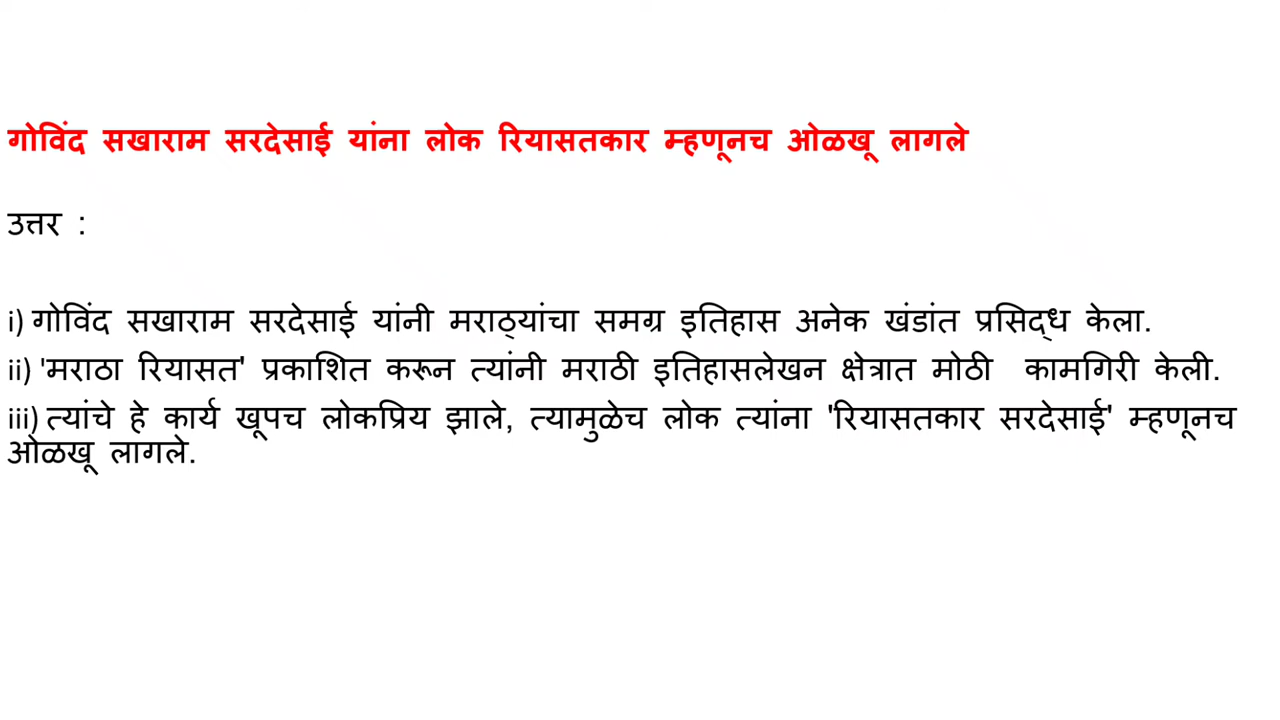 गोविंद सखाराम सरदेसाई यांना लोक रियासतकार म्हणूनच ओळखू लागले
उत्तर :
i) गोविंद सखाराम सरदेसाई यांनी मराठ्यांचा समग्र इतिहास अनेक खंडांत प्रसिद्ध केला.
ii) 'मराठा रियासत' प्रकाशित करून त्यांनी मराठी इतिहासलेखन क्षेत्रात मोठी कामगिरी केली.
iii) त्यांचे हे कार्य खूपच लोकप्रिय झाले, त्यामुळेच लोक त्यांना 'रियासतकार सरदेसाई' म्हणूनच
ओळखू लागले.